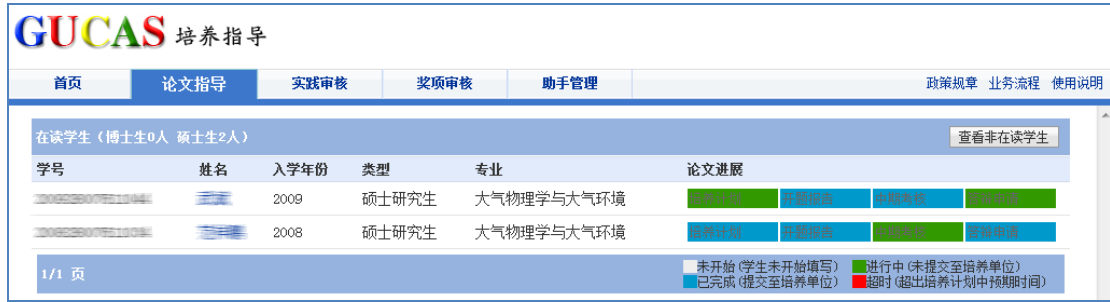 GUCAS 培养指导
首页 论文指导 实践审核 奖项审核 助手管理 政策规章 业务流程 使用说明
在读学生（博士生0人 硕士生2人） 查看非在读学生
学号 姓名 入学年份 类型 专业 论文进展
2009 硕士研究生 大气物理学与大气环境 开题报告 中期考核
2008 硕士研究生 大气物理学与大气环境 培养计划 开题报告 中期考核 答辩申请
未开始(学生未开始填写) 进行中(未提交至培养单位)
1/1 页
已完成(提交至培养单位) 超时(超出培养计划中预期时间)